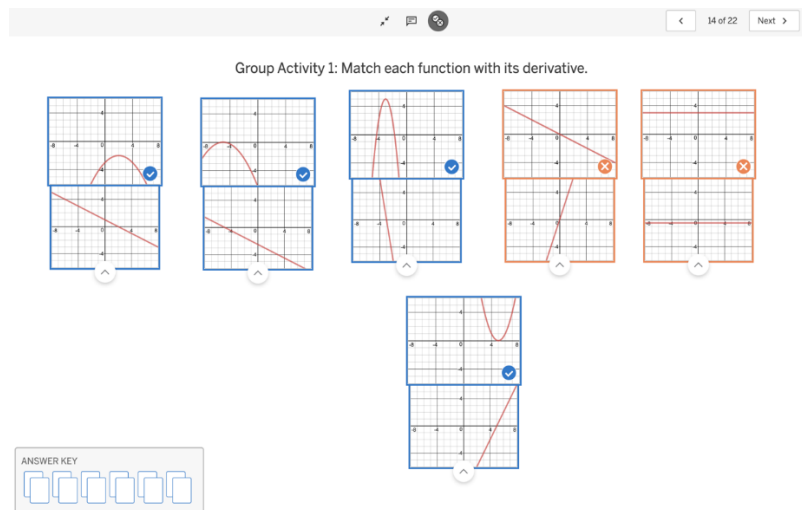 14 of 22
Next >
Group Activity 1: Match each function with its derivative.
ANSWER KEY